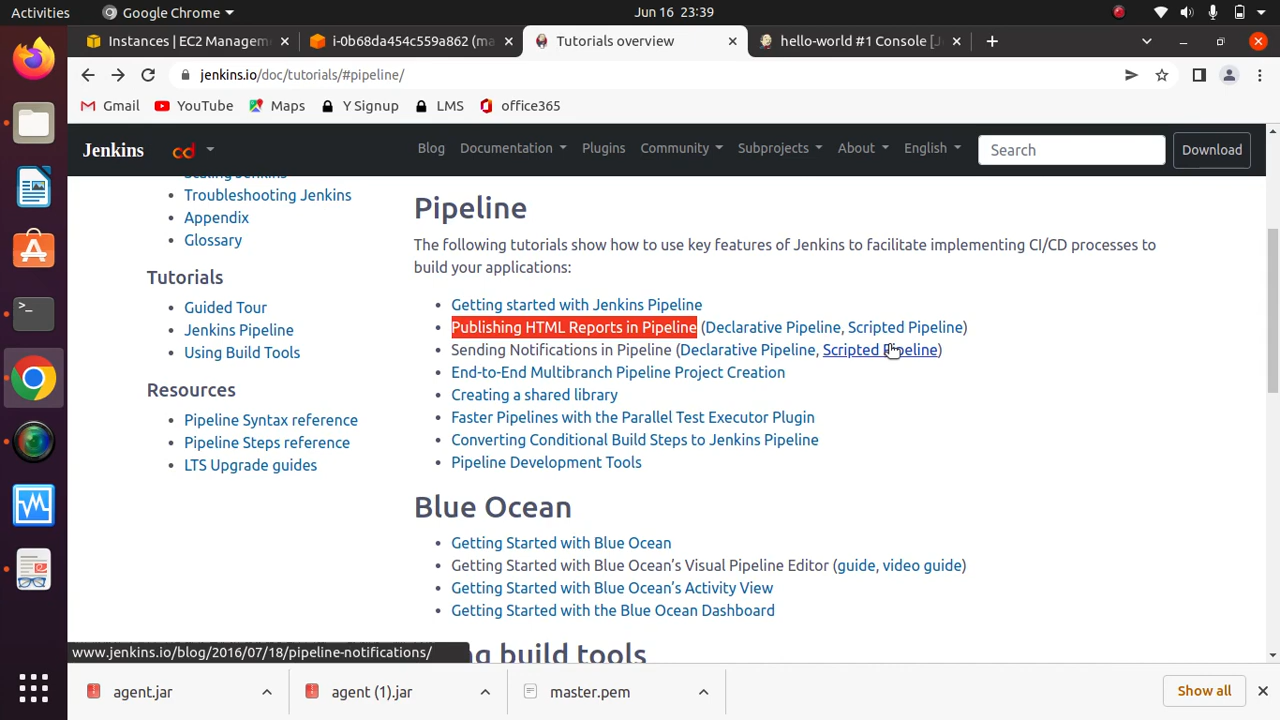 Activities
Google Chrome
Jun 16 23:39
Instances | EC2 Managem
i-0b68da454c559a862 (ma
Tutorials overview
hello-world #1 Console [J
jenkins.io/doc/tutorials/#pipeline/
Gmail
YouTube
Maps
Y Signup
LMS
office365
Jenkins
cd
Blog
Documentation
Plugins
Community
Subprojects
About
English
Search
Download
Scaling Jenkins
Troubleshooting Jenkins
Appendix
Glossary
Tutorials
Guided Tour
Jenkins Pipeline
Using Build Tools
Resources
Pipeline Syntax reference
Pipeline Steps reference
LTS Upgrade guides
Pipeline
The following tutorials show how to use key features of Jenkins to facilitate implementing CI/CD processes to
build your applications:
Getting started with Jenkins Pipeline
Publishing HTML Reports in Pipeline (Declarative Pipeline, Scripted Pipeline)
Sending Notifications in Pipeline (Declarative Pipeline, Scripted Pipeline)
End-to-End Multibranch Pipeline Project Creation
Creating a shared library
Faster Pipelines with the Parallel Test Executor Plugin
Converting Conditional Build Steps to Jenkins Pipeline
Pipeline Development Tools
Blue Ocean
Getting Started with Blue Ocean
Getting Started with Blue Ocean’s Visual Pipeline Editor (guide, video guide)
Getting Started with Blue Ocean’s Activity View
Getting Started with the Blue Ocean Dashboard
g build tools
www.jenkins.io/blog/2016/07/18/pipeline-notifications/
agent.jar
agent (1).jar
master.pem
Show all